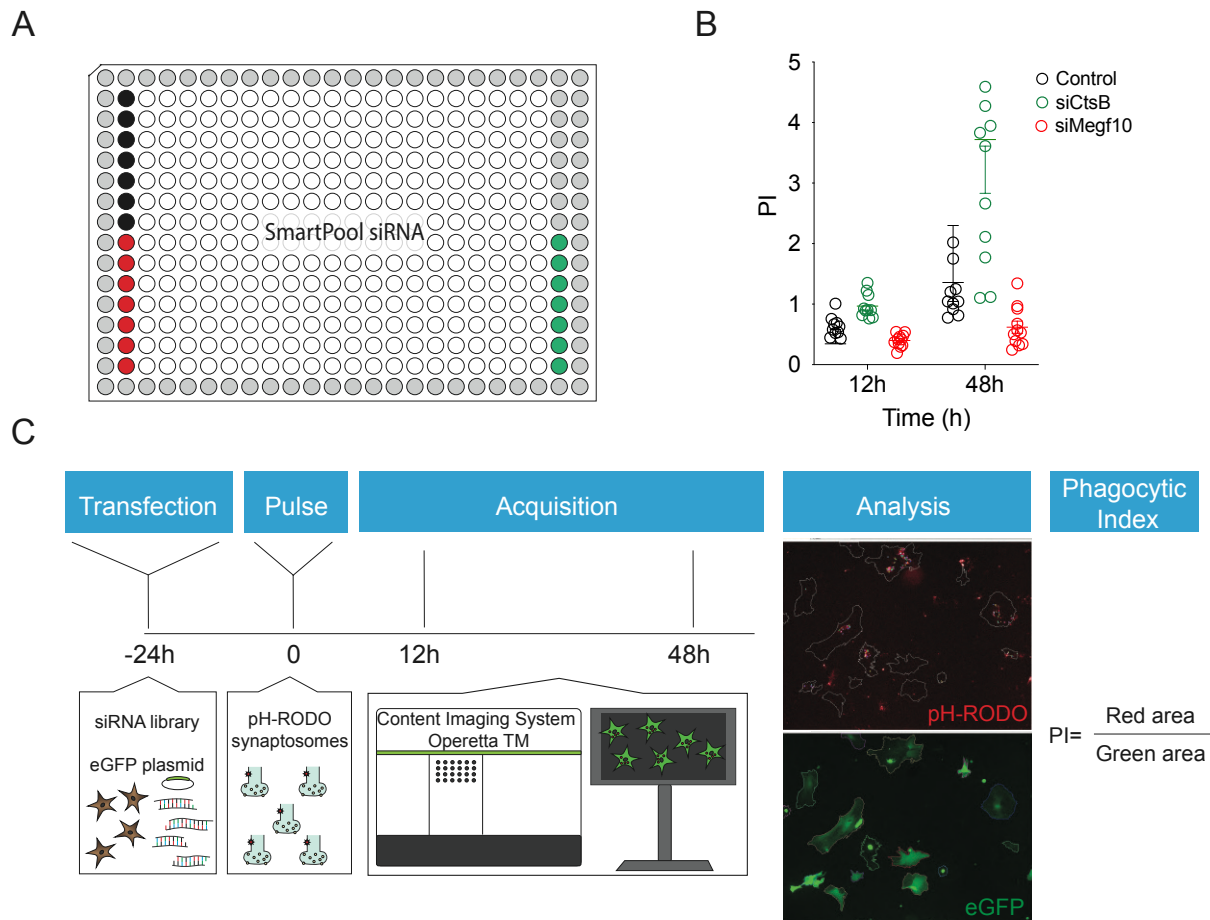 A
SmartPool siRNA
B
5
4
3
2
1
0
PI
12h
48h
Time (h)
Control
siCtsB
siMegf10
C
Transfection
Pulse
Acquisition
Analysis
Phagocytic
Index
-24h
0
12h
48h
siRNA library
eGFP plasmid
pH-RODO
synaptosomes
Content Imaging System
Operetta TM
pH-RODO
eGFP
PI=
Red area
Green area